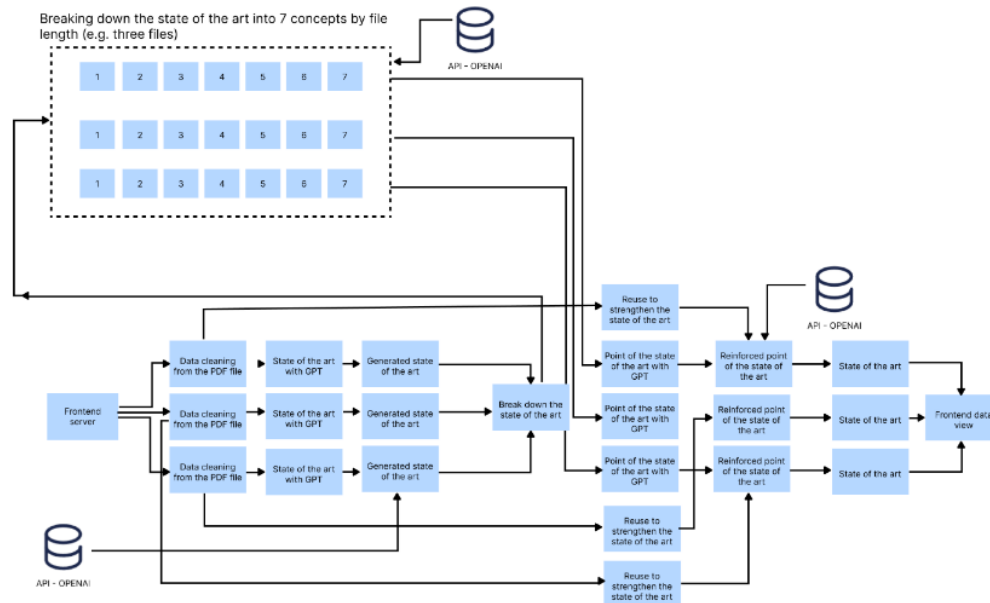 Breaking down the state of the art into 7 concepts by file
length (e.g. three files)
API - OPENAI
1 2 3 4 5 6 7
1 2 3 4 5 6 7
1 2 3 4 5 6 7
API - OPENAI
Reuse to
strengthen the
state of the art
Data cleaning
from the PDF file
State of the art
with GPT
Generated state
of the art
Point of the state
of the art with
GPT
Reinforced point
of the state of
the art
State of the art
Frontend
server
Data cleaning
from the PDF file
State of the art
with GPT
Generated state
of the art
Break down the
state of the art
Point of the state
of the art with
GPT
Reinforced point
of the state of
the art
State of the art
Frontend data
view
Data cleaning
from the PDF file
State of the art
with GPT
Generated state
of the art
Point of the state
of the art with
GPT
Reinforced point
of the state of
the art
State of the art
Reuse to
strengthen the
state of the art
API - OPENAI
Reuse to
strengthen the
state of the art